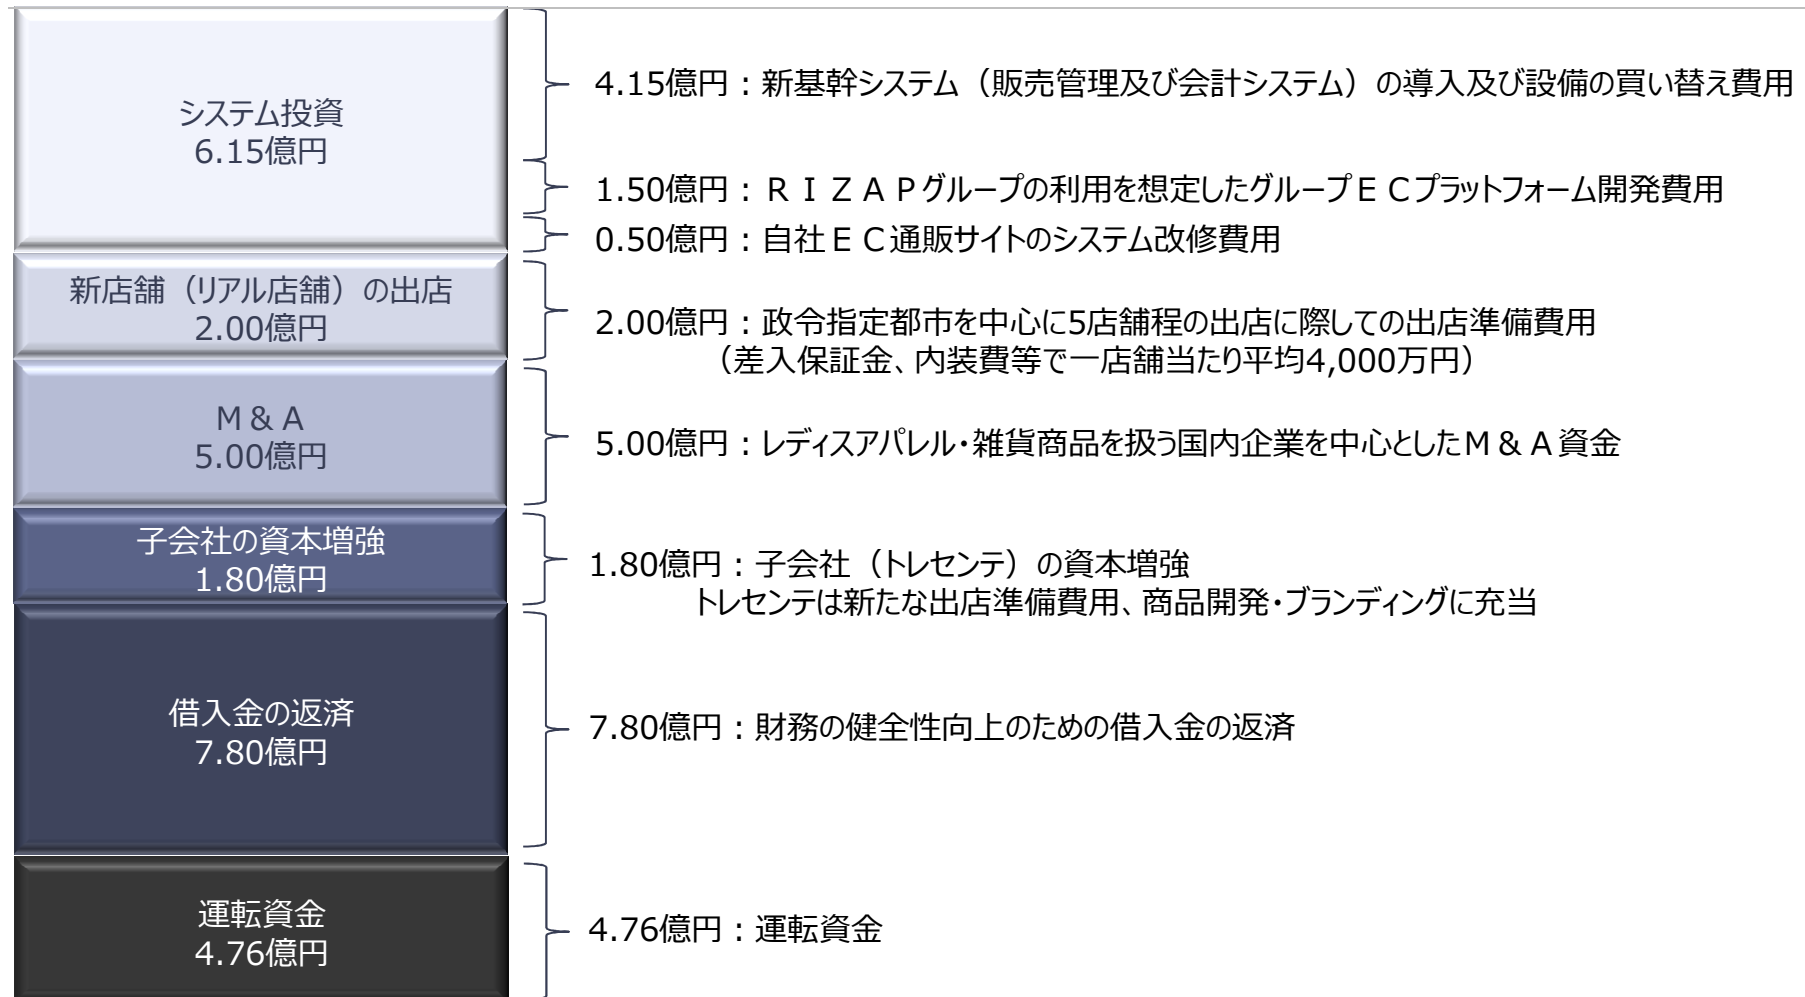 システム投資
6.15億円
4.15億円：新基幹システム（販売管理及び会計システム）の導入及び設備の買い替え費用
1.50億円：ＲＩＺＡＰグループの利用を想定したグループＥＣプラットフォーム開発費用
0.50億円：自社ＥＣ通販サイトのシステム改修費用
新店舗（リアル店舗）の出店
2.00億円
2.00億円：政令指定都市を中心に5店舗程の出店に際しての出店準備費用
（差入保証金、内装費等で一店舗当たり平均4,000万円）
Ｍ＆Ａ
5.00億円
5.00億円：レディスアパレル・雑貨商品を扱う国内企業を中心としたＭ＆Ａ資金
子会社の資本増強
1.80億円
1.80億円：子会社（トレセンテ）の資本増強
トレセンテは新たな出店準備費用、商品開発・ブランディングに充当
借入金の返済
7.80億円
7.80億円：財務の健全性向上のための借入金の返済
運転資金
4.76億円
4.76億円：運転資金